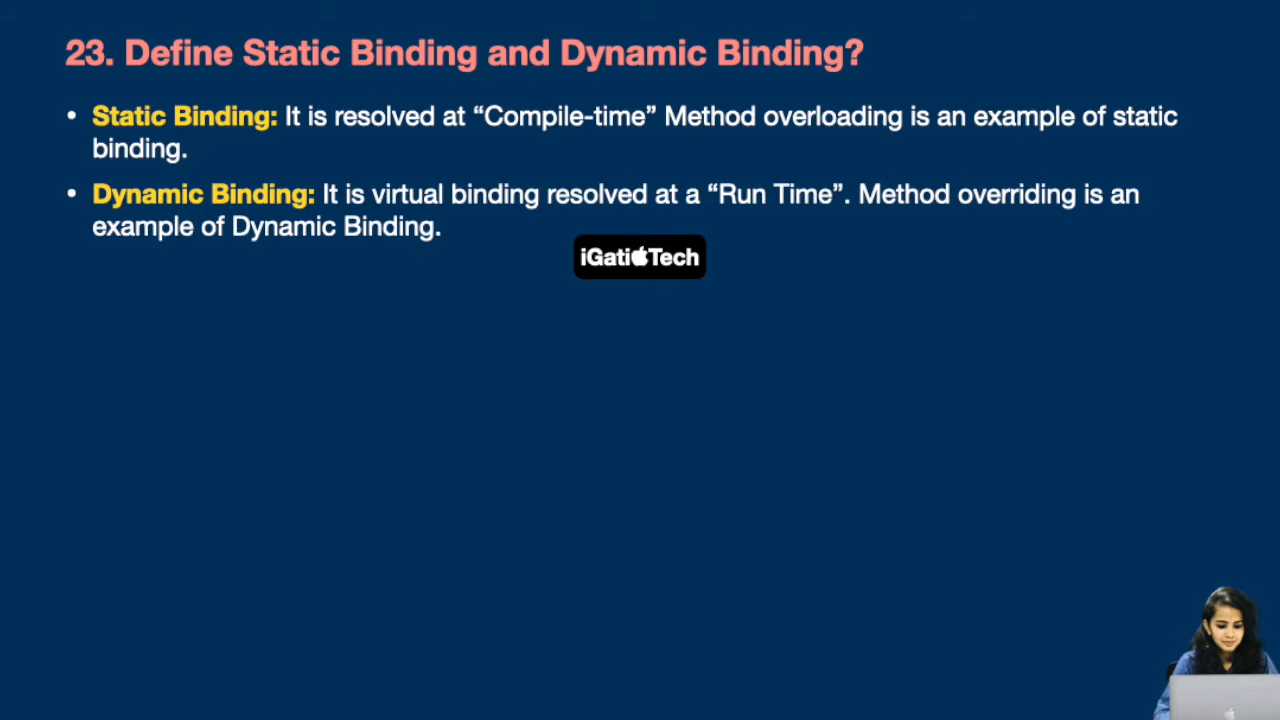 23. Define Static Binding and Dynamic Binding?
• Static Binding: It is resolved at “Compile-time” Method overloading is an example of static
binding.
• Dynamic Binding: It is virtual binding resolved at a “Run Time”. Method overriding is an
example of Dynamic Binding.
iGatiTech